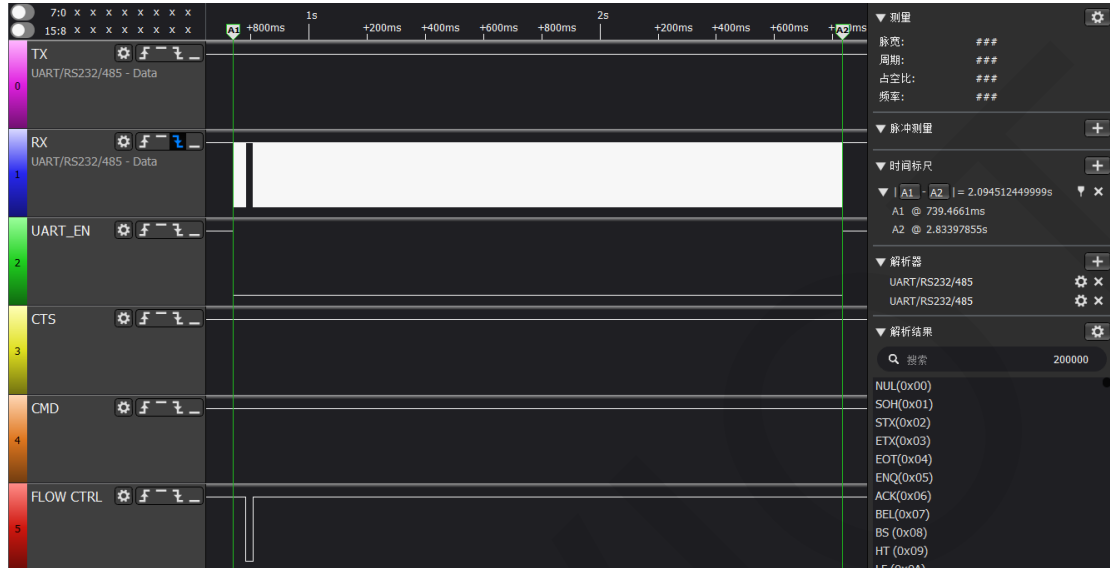 7:0 X X X X X X X X
15:8 X X X X X X X X
1s
2s
A1 +800ms +200ms +400ms +600ms +800ms +200ms +400ms +600ms A2 ms
TX
UART/RS232/485 - Data
0
RX
UART/RS232/485 - Data
1
UART_EN
2
CTS
3
CMD
4
FLOW CTRL
5
测量
脉宽: ###
周期: ###
占空比: ###
频率: ###
脉冲测量
时间标尺
| A1 - A2 | = 2.094512449999s
A1 @ 739.4661ms
A2 @ 2.83397855s
解析器
UART/RS232/485
UART/RS232/485
解析结果
搜索 200000
NUL(0x00)
SOH(0x01)
STX(0x02)
ETX(0x03)
EOT(0x04)
ENQ(0x05)
ACK(0x06)
BEL(0x07)
BS (0x08)
HT (0x09)